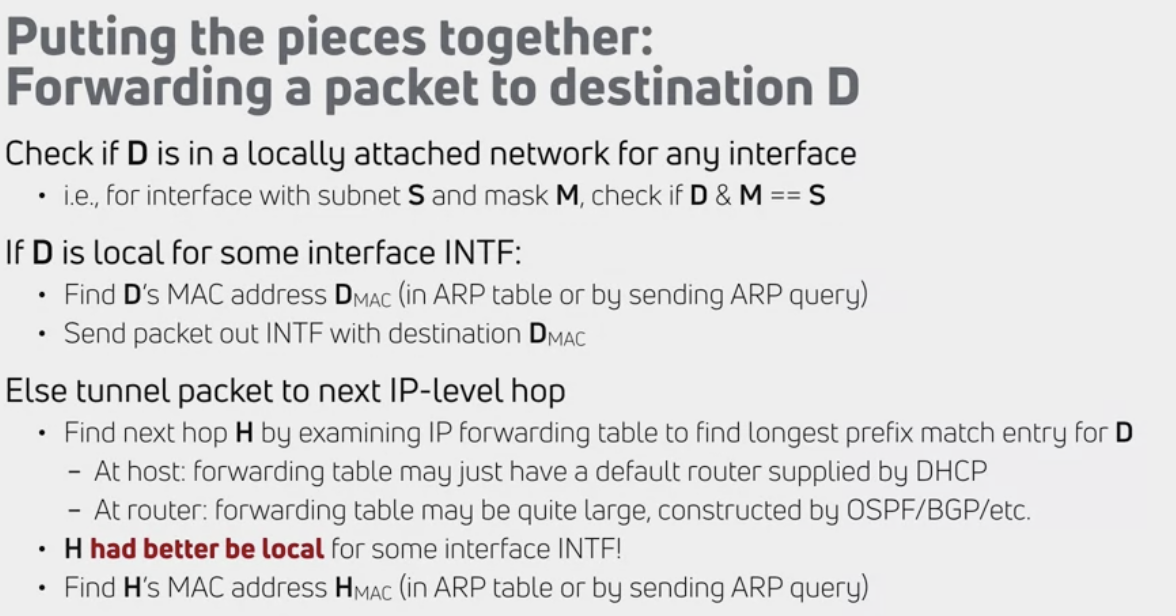 Putting the pieces together:
Forwarding a packet to destination D
Check if D is in a locally attached network for any interface
• i.e., for interface with subnet S and mask M, check if D & M == S
If D is local for some interface INTF:
• Find D's MAC address DMAC (in ARP table or by sending ARP query)
• Send packet out INTF with destination DMAC
Else tunnel packet to next IP-level hop
• Find next hop H by examining IP forwarding table to find longest prefix match entry for D
– At host: forwarding table may just have a default router supplied by DHCP
– At router: forwarding table may be quite large, constructed by OSPF/BGP/etc.
• H had better be local for some interface INTF!
• Find H's MAC address HMAC (in ARP table or by sending ARP query)